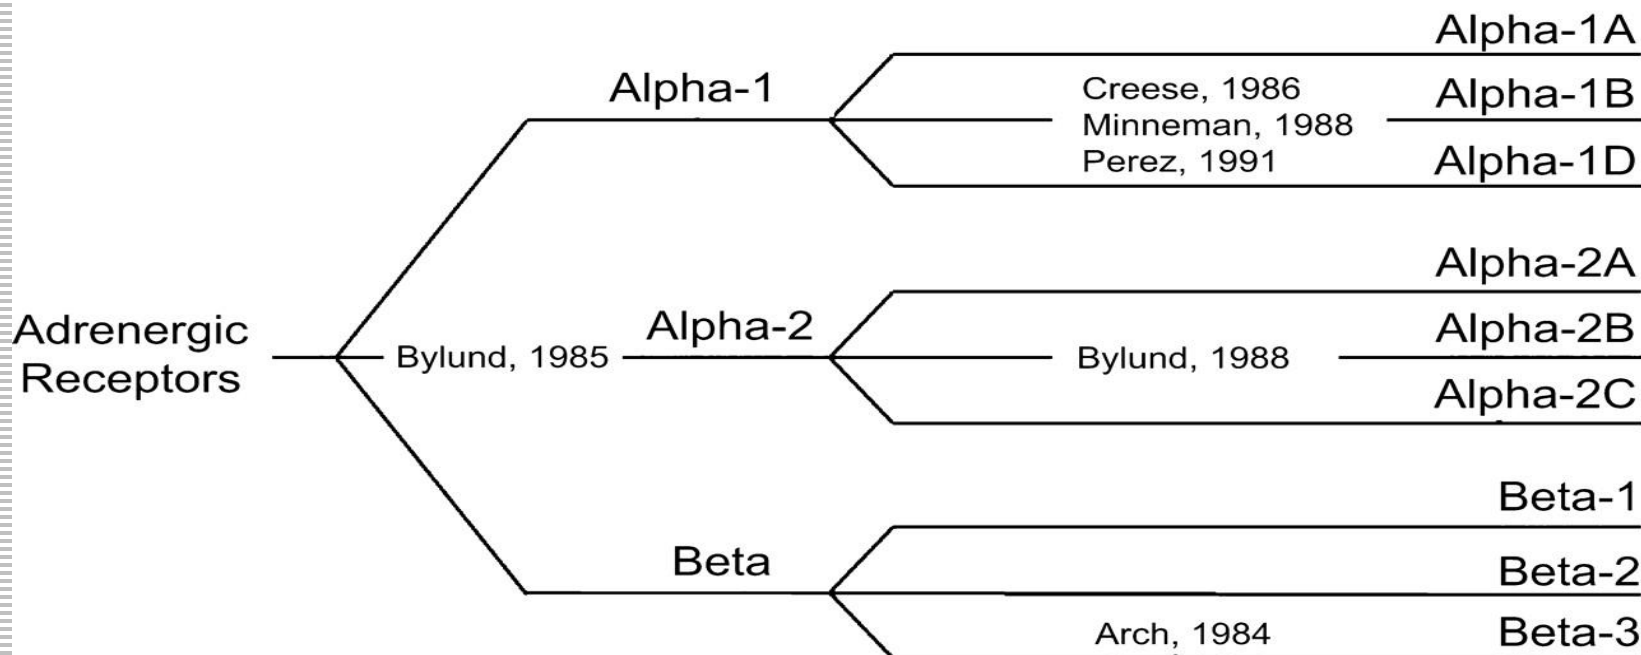 Alpha-1A
Alpha-1
Creese, 1986
Alpha-1B
Minneman, 1988
Perez, 1991
Alpha-1D
Alpha-2A
Adrenergic
Receptors
Bylund, 1985
Alpha-2
Bylund, 1988
Alpha-2B
Alpha-2C
Beta-1
Beta
Beta-2
Arch, 1984
Beta-3